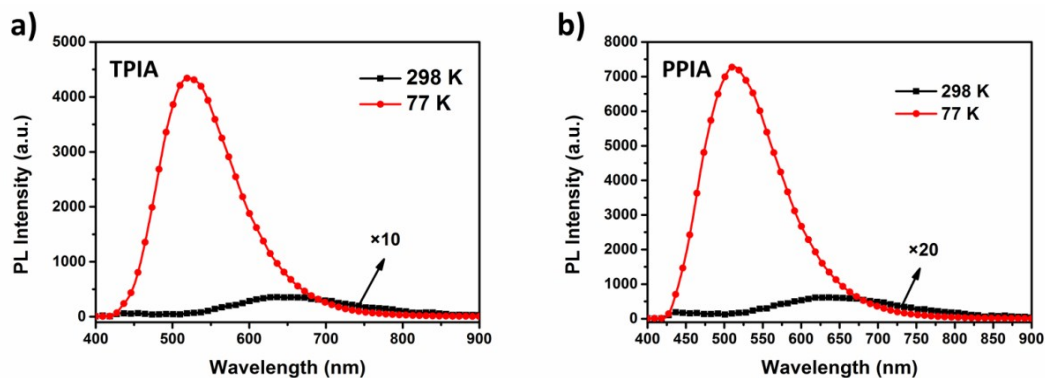 a)
TPIA
298 K
77 K
×10
PL Intensity (a.u.)
5000
4000
3000
2000
1000
0
400 500 600 700 800 900
Wavelength (nm)
b)
PPIA
298 K
77 K
×20
PL Intensity (a.u.)
8000
7000
6000
5000
4000
3000
2000
1000
0
400 450 500 550 600 650 700 750 800 850 900
Wavelength (nm)